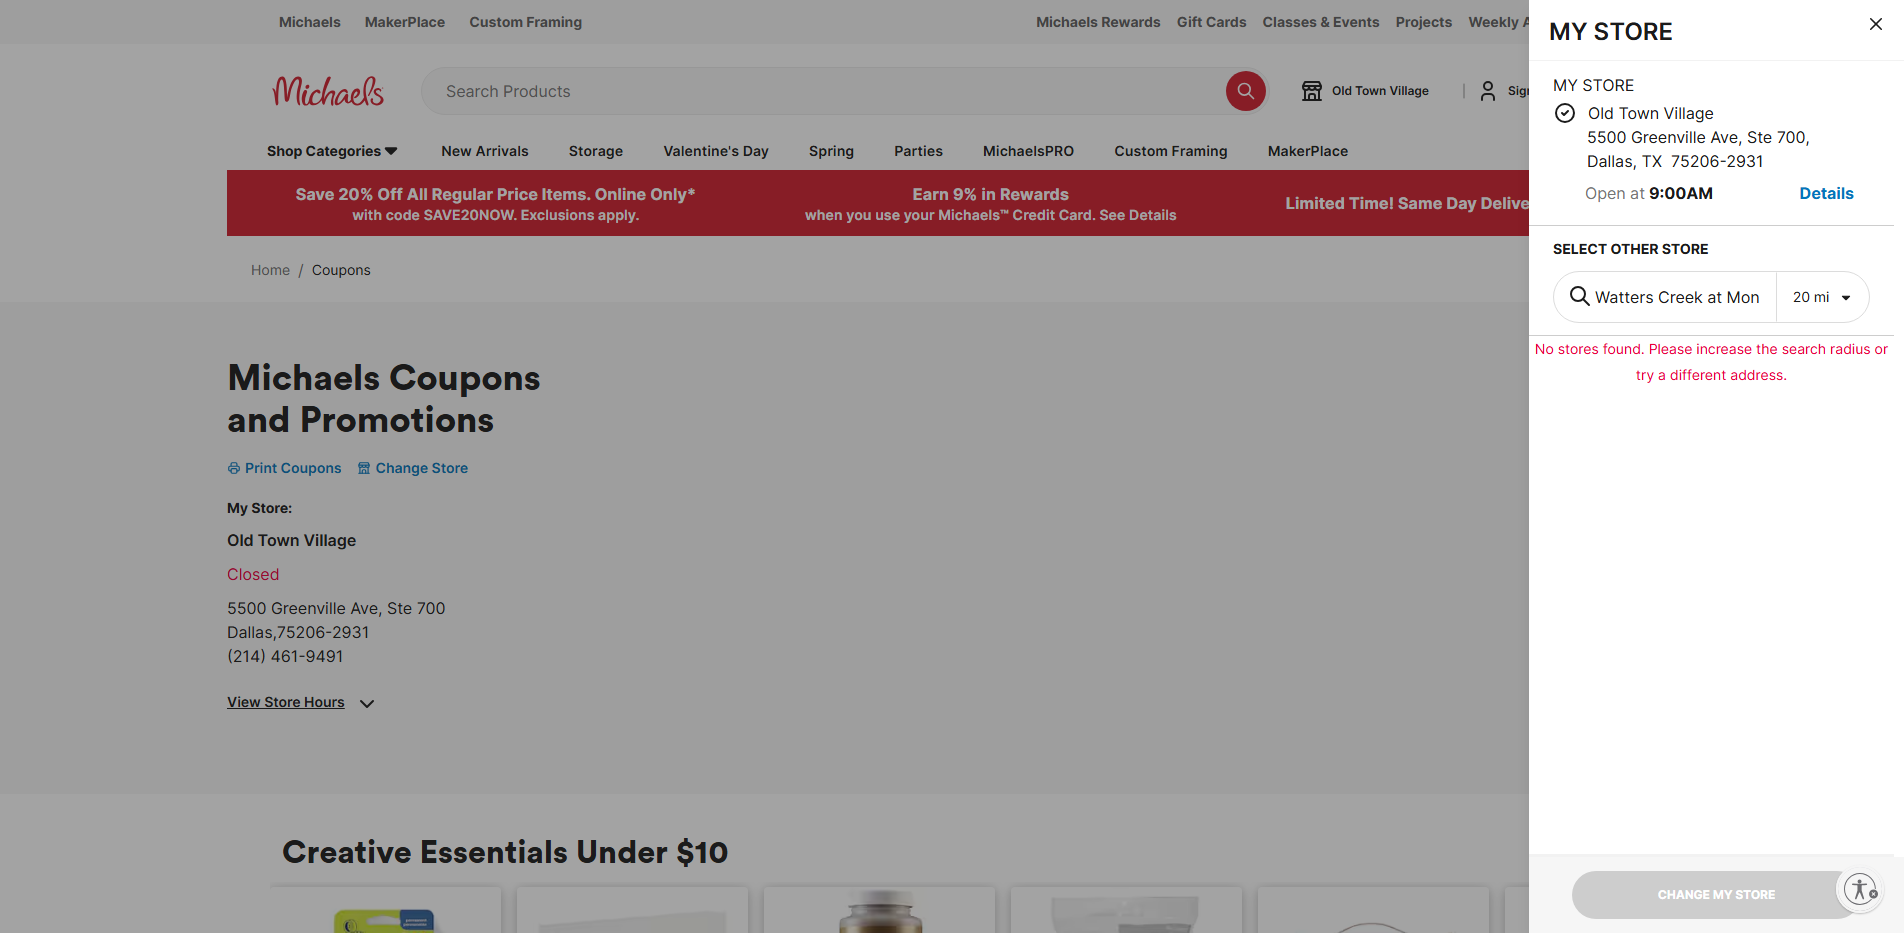 Michaels MakerPlace Custom Framing
Michaels Rewards Gift Cards Classes & Events Projects Weekly
Michaels
Search Products
Old Town Village
Shop Categories New Arrivals Storage Valentine's Day Spring Parties MichaelsPRO Custom Framing MakerPlace
Save 20% Off All Regular Price Items. Online Only*
with code SAVE20NOW. Exclusions apply.
Earn 9% in Rewards
when you use your Michaels™ Credit Card. See Details
Limited Time! Same Day
Home / Coupons
Michaels Coupons
and Promotions
Print Coupons Change Store
My Store:
Old Town Village
Closed
5500 Greenville Ave, Ste 700
Dallas,75206-2931
(214) 461-9491
View Store Hours
Creative Essentials Under $10
MY STORE
MY STORE
Old Town Village
5500 Greenville Ave, Ste 700,
Dallas, TX 75206-2931
Open at 9:00AM Details
SELECT OTHER STORE
Watters Creek at Mon 20 mi
No stores found. Please increase the search radius or
try a different address.
CHANGE MY STORE